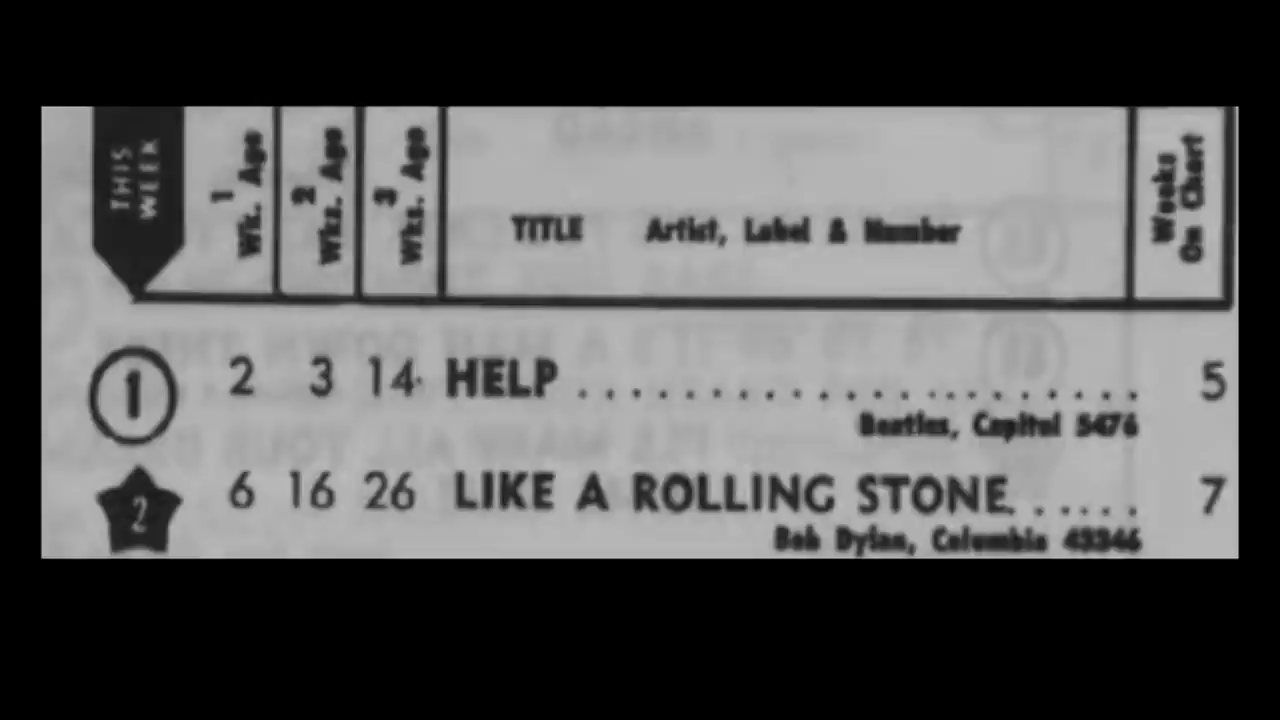 THIS WEEK
1 Wk. Ago
2 Wks. Ago
3 Wks. Ago
TITLE Artist, Label & Number
Weeks On Chart
1 2 3 14 HELP . . . . . . . . . . . . . . . . . . . . . 5
Beatles, Capitol 5476
2 6 16 26 LIKE A ROLLING STONE. . . . . . 7
Bob Dylan, Columbia 43346